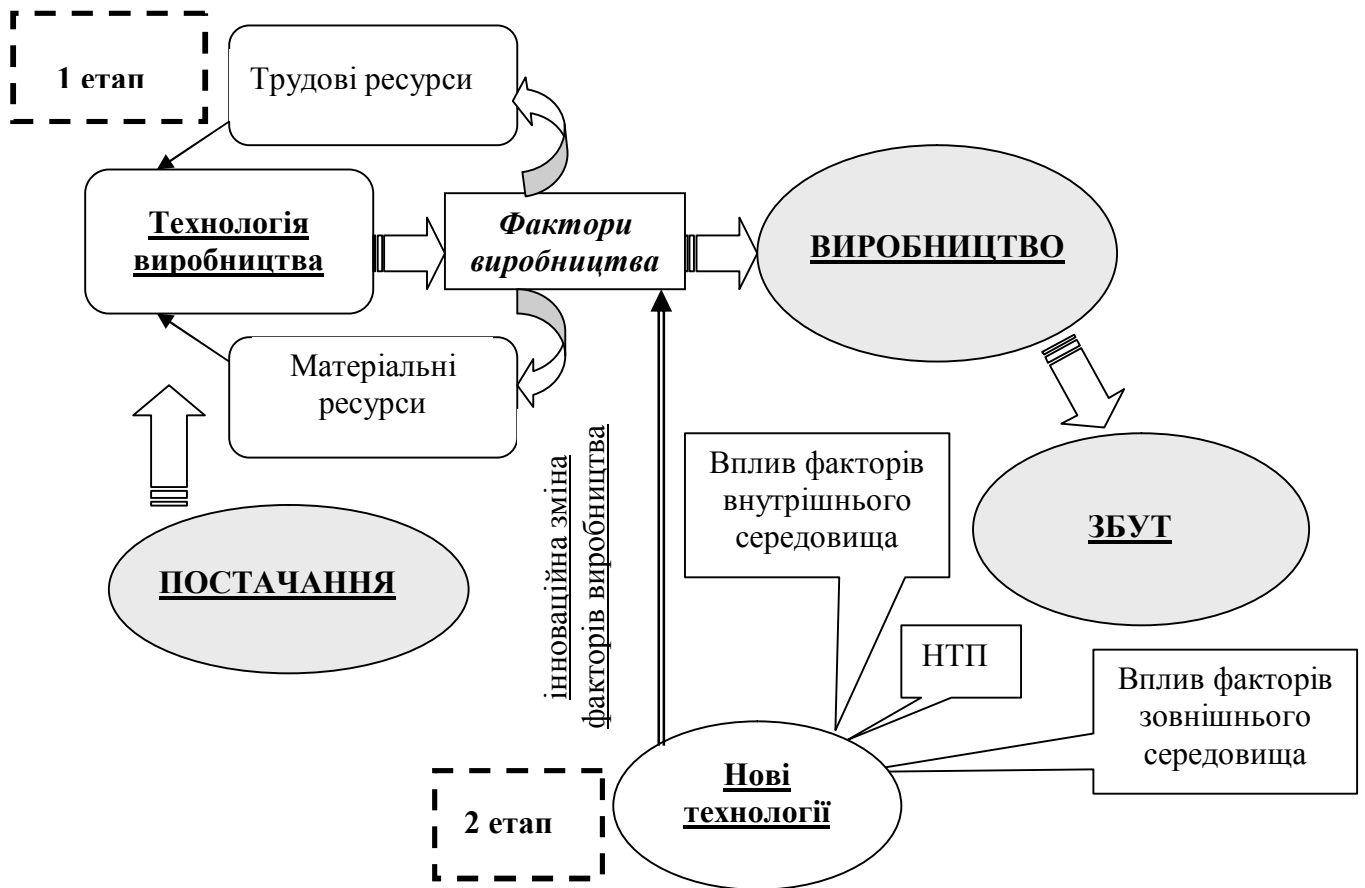 1 етап
Трудові ресурси
Технологія
виробництва
Фактори
виробництва
ВИРОБНИЦТВО
Матеріальні
ресурси
ПОСТАЧАННЯ
інноваційна зміна
факторів виробництва
Вплив факторів
внутрішнього
середовища
ЗБУТ
НТП
Вплив факторів
зовнішнього
середовища
Нові
технології
2 етап